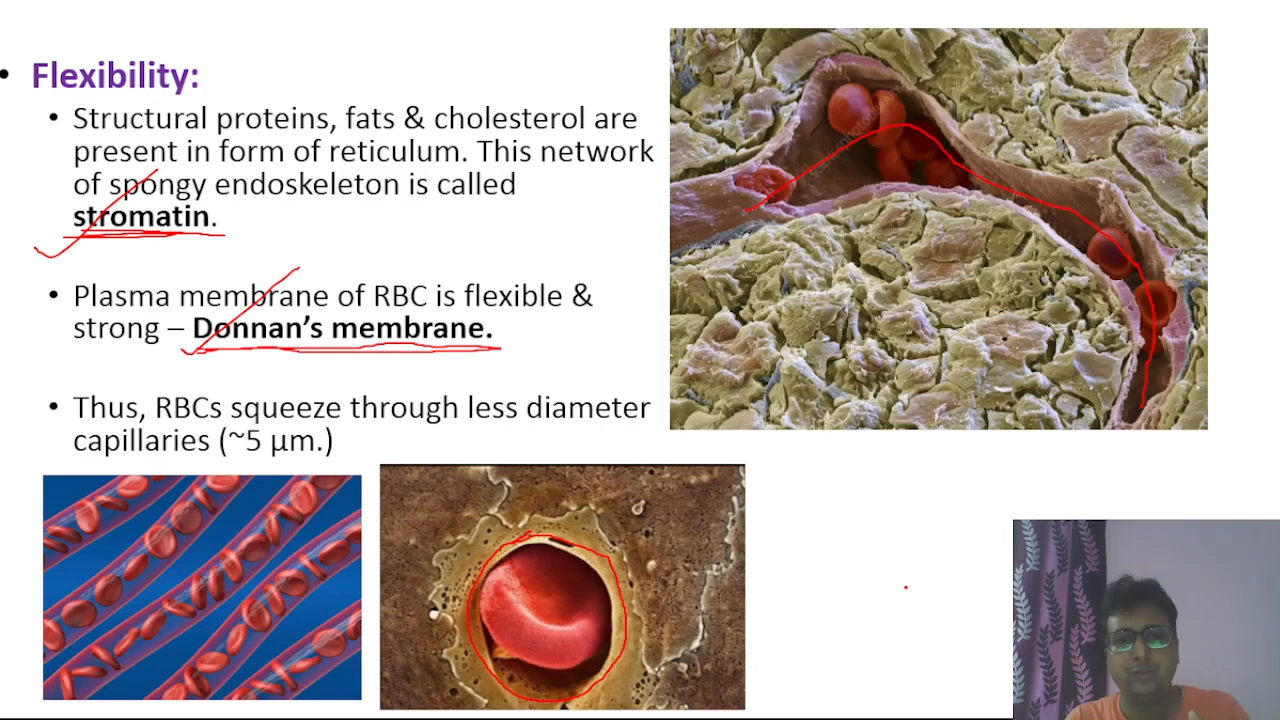 • Flexibility:
• Structural proteins, fats & cholesterol are
present in form of reticulum. This network
of spongy endoskeleton is called
stromatin.
• Plasma membrane of RBC is flexible &
strong – Donnan’s membrane.
• Thus, RBCs squeeze through less diameter
capillaries (~5 µm.)